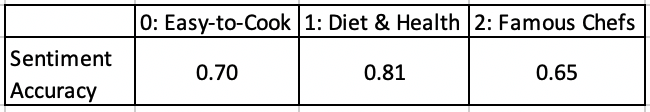 0: Easy-to-Cook 1: Diet & Health 2: Famous Chefs
Sentiment
Accuracy 0.70 0.81 0.65